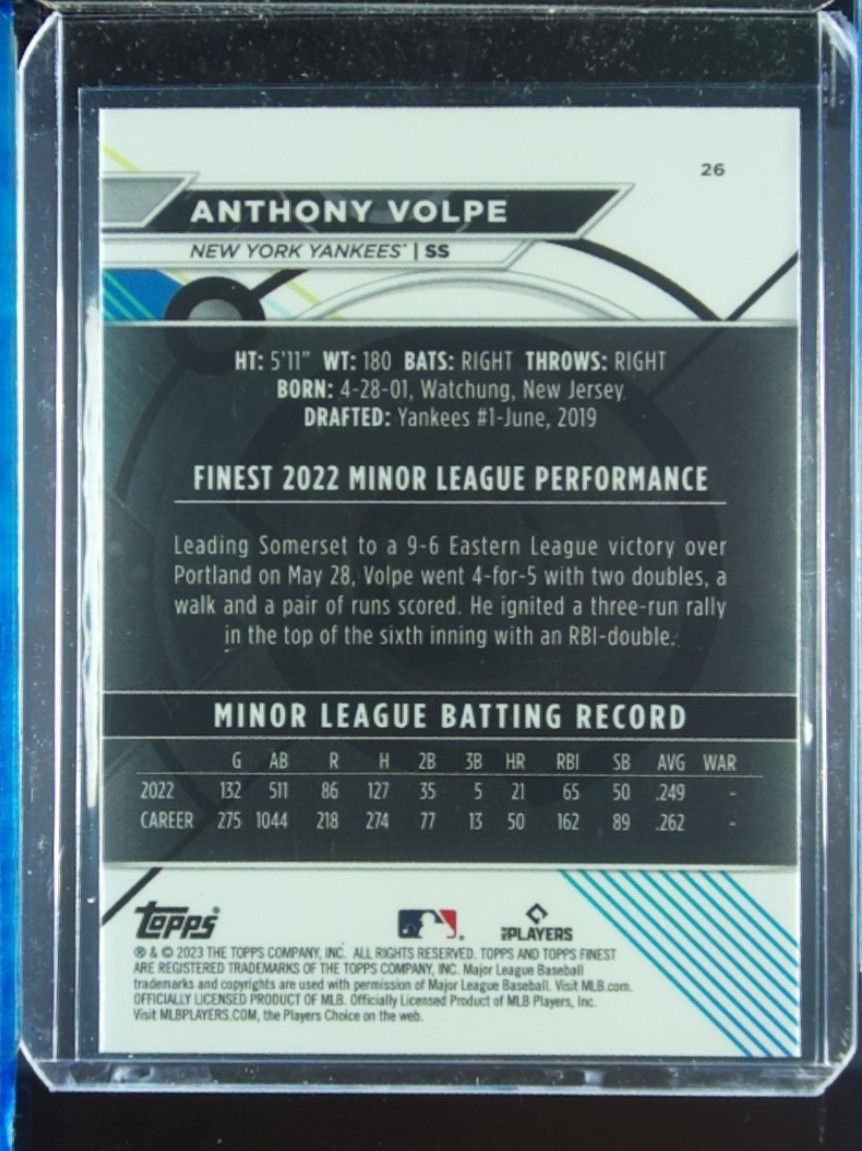 26
ANTHONY VOLPE
NEW YORK YANKEES® | SS
HT: 5'11" WT: 180 BATS: RIGHT THROWS: RIGHT
BORN: 4-28-01, Watchung, New Jersey
DRAFTED: Yankees #1-June, 2019
FINEST 2022 MINOR LEAGUE PERFORMANCE
Leading Somerset to a 9-6 Eastern League victory over
Portland on May 28, Volpe went 4-for-5 with two doubles, a
walk and a pair of runs scored. He ignited a three-run rally
in the top of the sixth inning with an RBI-double.
MINOR LEAGUE BATTING RECORD
G AB R H 2B 3B HR RBI SB AVG WAR
2022 132 511 86 127 35 5 21 65 50 .249 -
CAREER 275 1044 218 274 77 13 50 162 89 .262 -
Topps® MLB PLAYERS
® & © 2023 THE TOPPS COMPANY, INC. ALL RIGHTS RESERVED. TOPPS AND TOPPS FINEST
ARE REGISTERED TRADEMARKS OF THE TOPPS COMPANY, INC. Major League Baseball
trademarks and copyrights are used with permission of Major League Baseball. Visit MLB.com.
OFFICIALLY LICENSED PRODUCT OF MLB. Officially Licensed Product of MLB Players, Inc.
Visit MLBPLAYERS.COM, the Players Choice on the web.